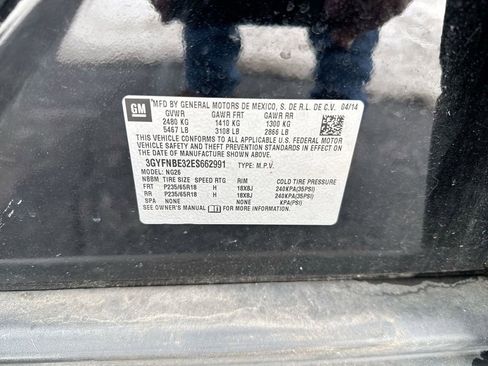 GM
MFD BY GENERAL MOTORS DE MEXICO, S. DE R.L. DE C.V. 04/14
GVWR GAWR FRT GAWR RR
2480 KG 1410 KG 1300 KG
5467 LB 3108 LB 2866 LB
THIS VEHICLE CONFORMS TO ALL APPLICABLE U.S. FEDERAL MOTOR
VEHICLE SAFETY AND THEFT PREVENTION STANDARDS IN EFFECT ON
THE DATE OF MANUFACTURE SHOWN ABOVE.
3GYFNBE32ES662991 TYPE: M.P.V.
MODEL: NG26
NBBM TIRE SIZE SPEED RTG RIM COLD TIRE PRESSURE
FRT P235/65R18 H 18X8J 240KPA(35PSI)
RR P235/65R18 H 18X8J 240KPA(35PSI)
SPA NONE NONE KPA(PSI)
SEE OWNER'S MANUAL FOR MORE INFORMATION.